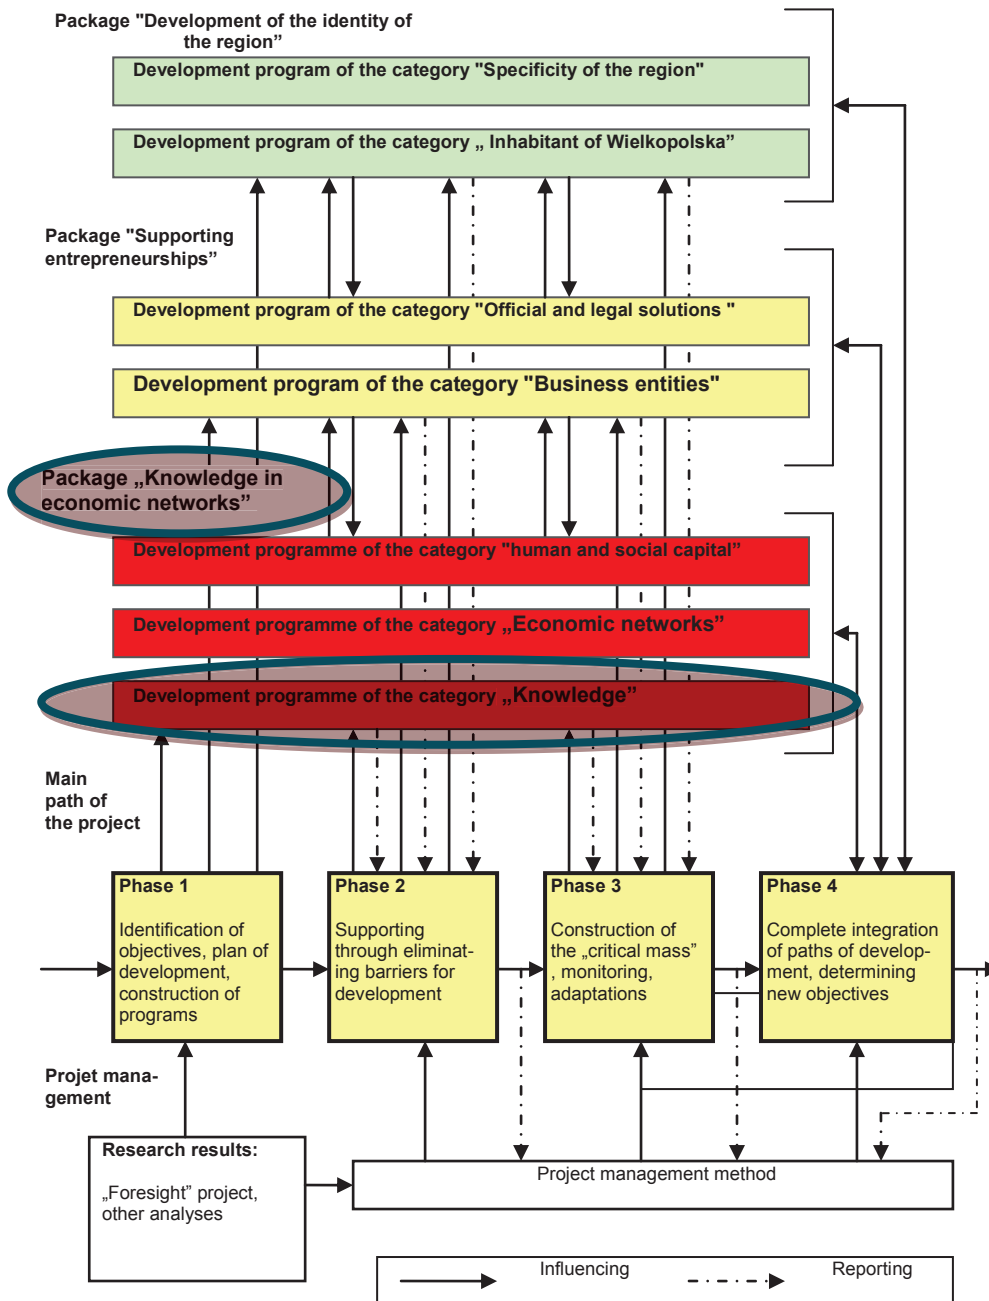 Package "Development of the identity of
the region”
Development program of the category "Specificity of the region"
Development program of the category „ Inhabitant of Wielkopolska”
Package "Supporting
entrepreneurships”
Development program of the category "Official and legal solutions "
Development program of the category "Business entities"
Package „Knowledge in
economic networks”
Development programme of the category "human and social capital”
Development programme of the category „Economic networks”
Development programme of the category „Knowledge”
Main
path of
the project
Phase 1
Identification of
objectives, plan of
development,
construction of
programs
Phase 2
Supporting
through eliminat-
ing barriers for
development
Phase 3
Construction of
the „critical mass”
, monitoring,
adaptations
Phase 4
Complete integration
of paths of develop-
ment, determining
new objectives
Projet mana-
gement
Research results:
„Foresight” project,
other analyses
Project management method
Influencing
Reporting